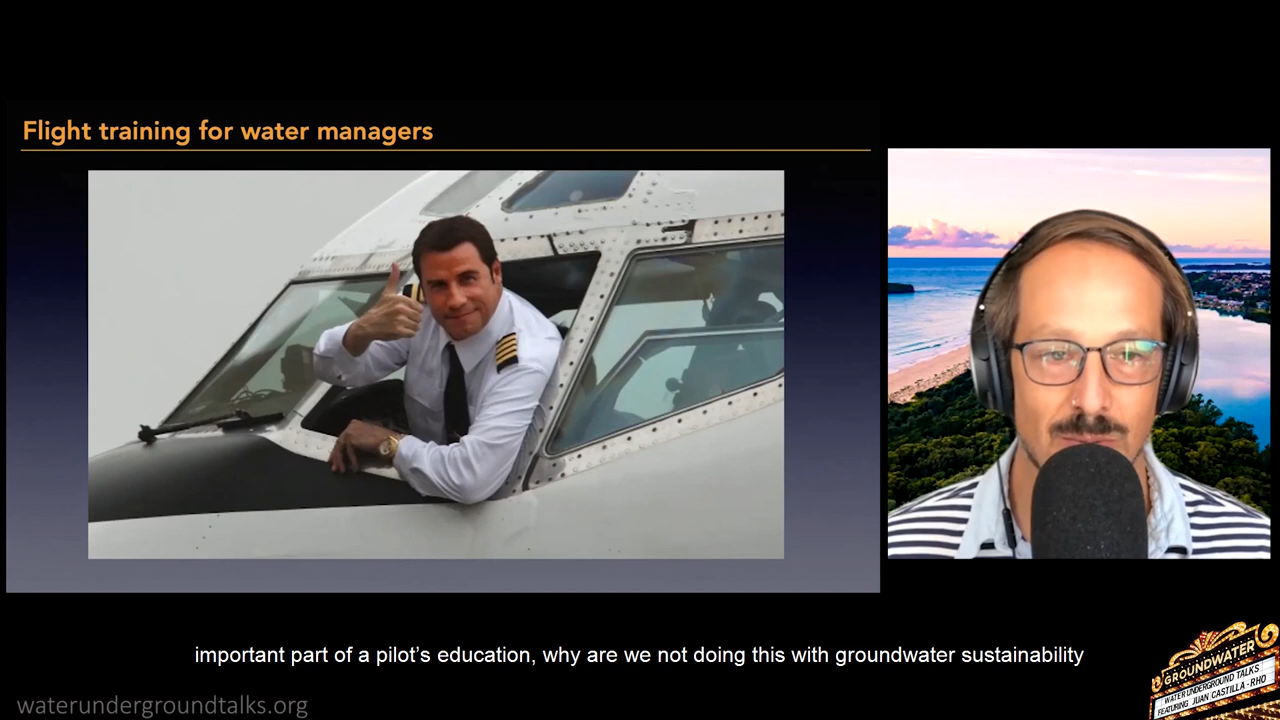 Flight training for water managers
important part of a pilot’s education, why are we not doing this with groundwater sustainability
waterundergroundtalks.org
GROUNDWATER
WATER UNDERGROUND TALKS
FEATURING JUAN CASTILLA-RHO